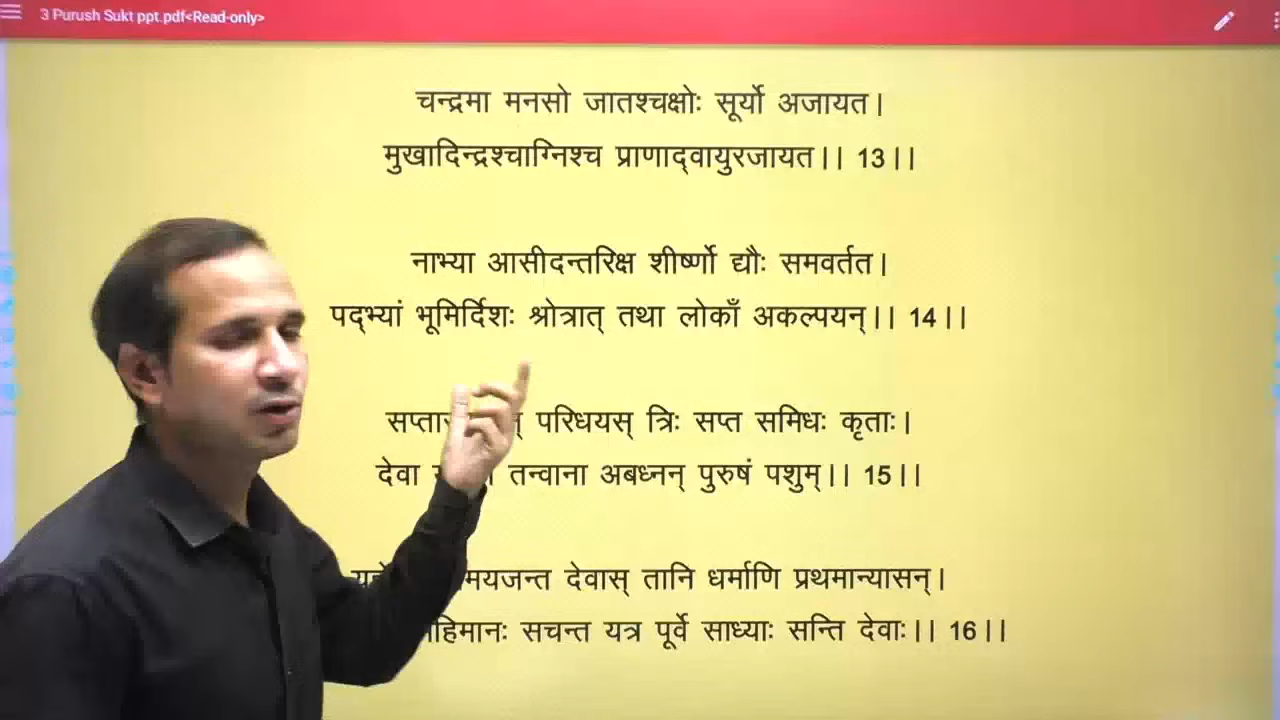 3 Purush Sukt ppt.pdf<Read-only>
चन्द्रमा मनसो जातश्चक्षोः सूर्यो अजायत।
मुखादिन्द्रश्चाग्निश्च प्राणाद्वायुरजायत।। 13।।
नाभ्या आसीदन्तरिक्ष शीर्ष्णो द्यौः समवर्तत।
पद्भ्यां भूमिर्दिशः श्रोत्रात् तथा लोकाँ अकल्पयन्।। 14।।
परिधयस् त्रिः सप्त समिधः कृताः।
देवा तन्वाना अबध्नन् पुरुषं पशुम्।। 15।।
देवास् तानि धर्माणि प्रथमान्यासन्।
सचन्त यत्र पूर्वे साध्याः सन्ति देवाः।। 16।।